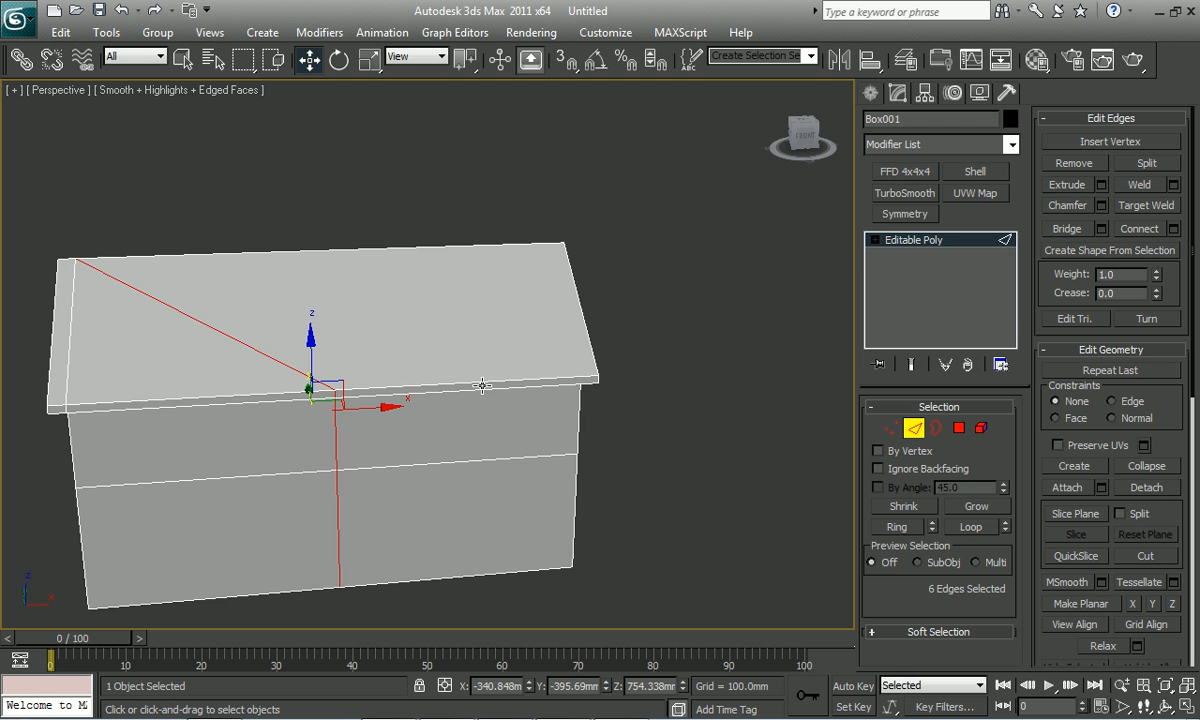 Autodesk 3ds Max 2011 x64 Untitled
Type a keyword or phrase
Edit Tools Group Views Create Modifiers Animation Graph Editors Rendering Customize MAXScript Help
All View 3 Create Selection Se
[ + ] [ Perspective ] [ Smooth + Highlights + Edged Faces ]
FRONT
z
x
z
x
Box001
Modifier List
FFD 4x4x4 Shell
TurboSmooth UVW Map
Symmetry
Editable Poly
Selection
By Vertex
Ignore Backfacing
By Angle: 45.0
Shrink Grow
Ring Loop
Preview Selection
Off SubObj Multi
6 Edges Selected
Soft Selection
Edit Edges
Insert Vertex
Remove Split
Extrude Weld
Chamfer Target Weld
Bridge Connect
Create Shape From Selection
Weight: 1.0
Crease: 0.0
Edit Tri. Turn
Edit Geometry
Repeat Last
Constraints
None Edge
Face Normal
Preserve UVs
Create Collapse
Attach Detach
Slice Plane Split
Slice Reset Plane
QuickSlice Cut
MSmooth Tessellate
Make Planar X Y Z
View Align Grid Align
Relax
0 / 100
0 10 20 30 40 50 60 70 80 90 100
1 Object Selected X: -340.848m Y: -395.69mm Z: 754.338mm Grid = 100.0mm Auto Key Selected
Welcome to M Click or click-and-drag to select objects Add Time Tag Set Key Key Filters... 0